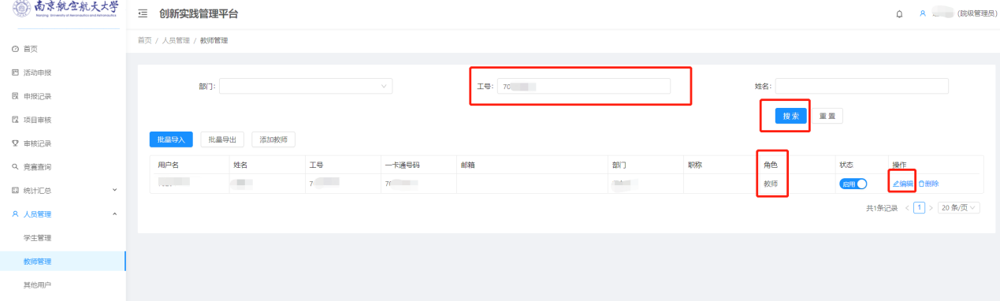 南京航空航天大学
Nanjing University of Aeronautics and Astronautics
创新实践管理平台
(院级管理员)
首页 / 人员管理 / 教师管理
首页
活动申报
申报记录
项目审核
审核记录
竞赛查询
统计汇总
人员管理
学生管理
教师管理
其他用户
部门:
工号: 70
姓名:
搜索 重置
批量导入 批量导出 添加教师
用户名 姓名 工号 一卡通号码 邮箱 部门 职称 角色 状态 操作
7 70 教师 启用 编辑 删除
共1条记录 < 1 > 20 条/页